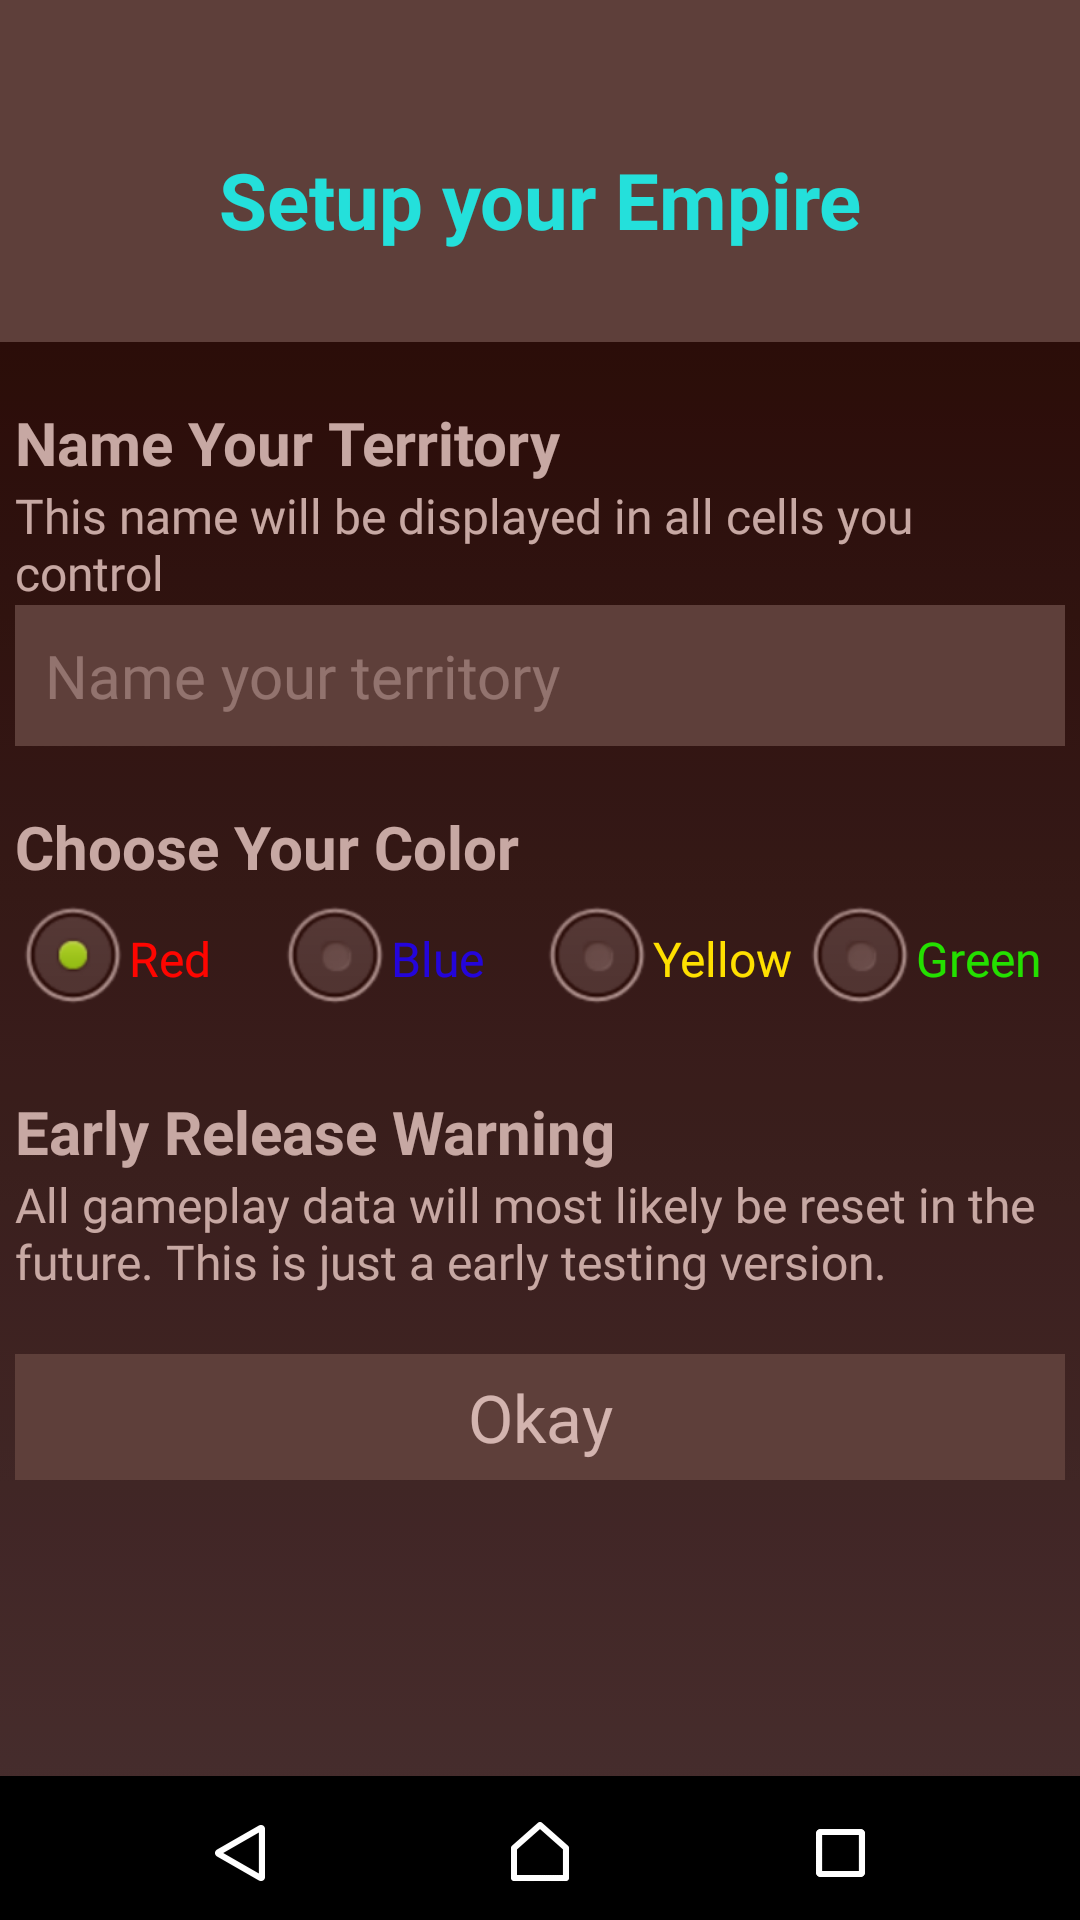 Setup your Empire
Name Your Territory
This name will be displayed in all cells you
control
Name your territory
Choose Your Color
Red Blue Yellow Green
Early Release Warning
All gameplay data will most likely be reset in the
future. This is just a early testing version.
Okay